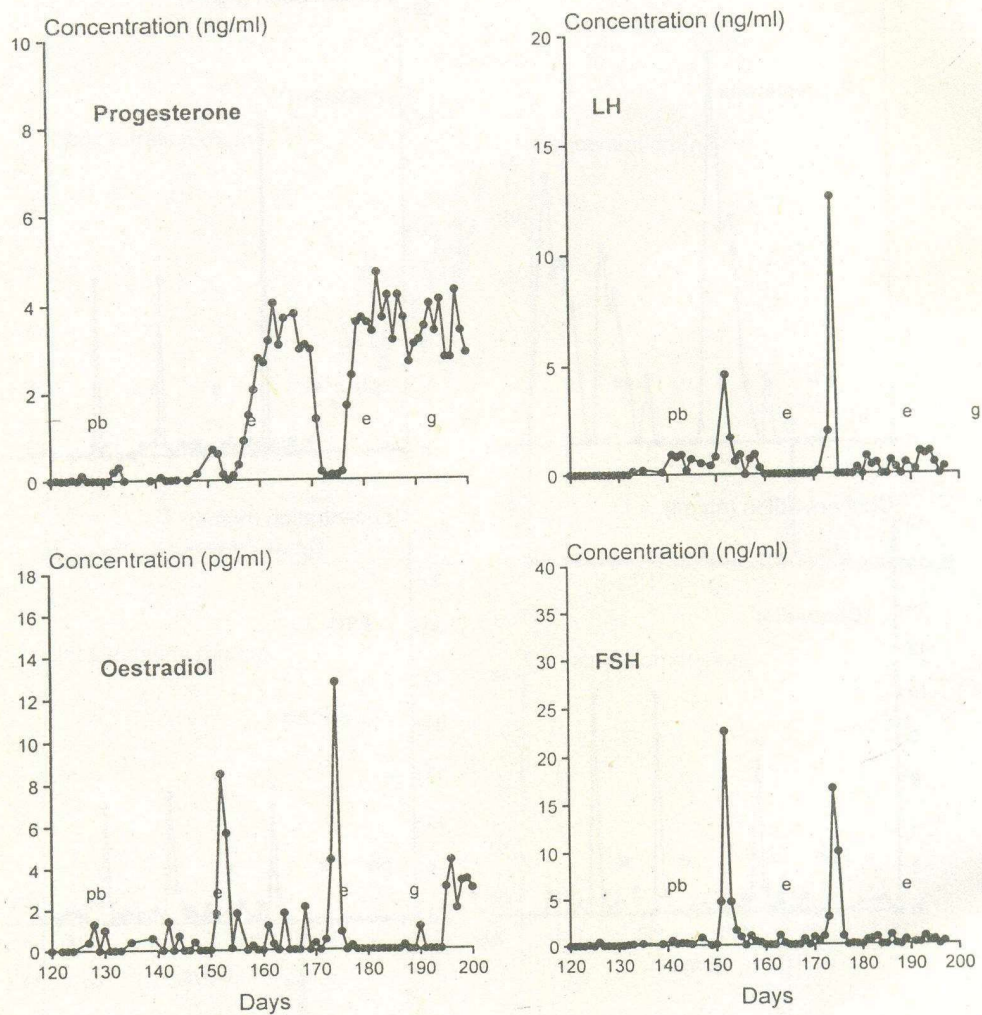 Concentration (ng/ml)
10
8
6
4
2
0
Progesterone
pb
e
e
g
Concentration (ng/ml)
20
15
10
5
0
LH
pb
e
e
g
Concentration (pg/ml)
18
16
14
12
10
8
6
4
2
0
Oestradiol
pb
e
e
g
120 130 140 150 160 170 180 190 200
Days
Concentration (ng/ml)
40
35
30
25
20
15
10
5
0
FSH
pb
e
e
120 130 140 150 160 170 180 190 200
Days